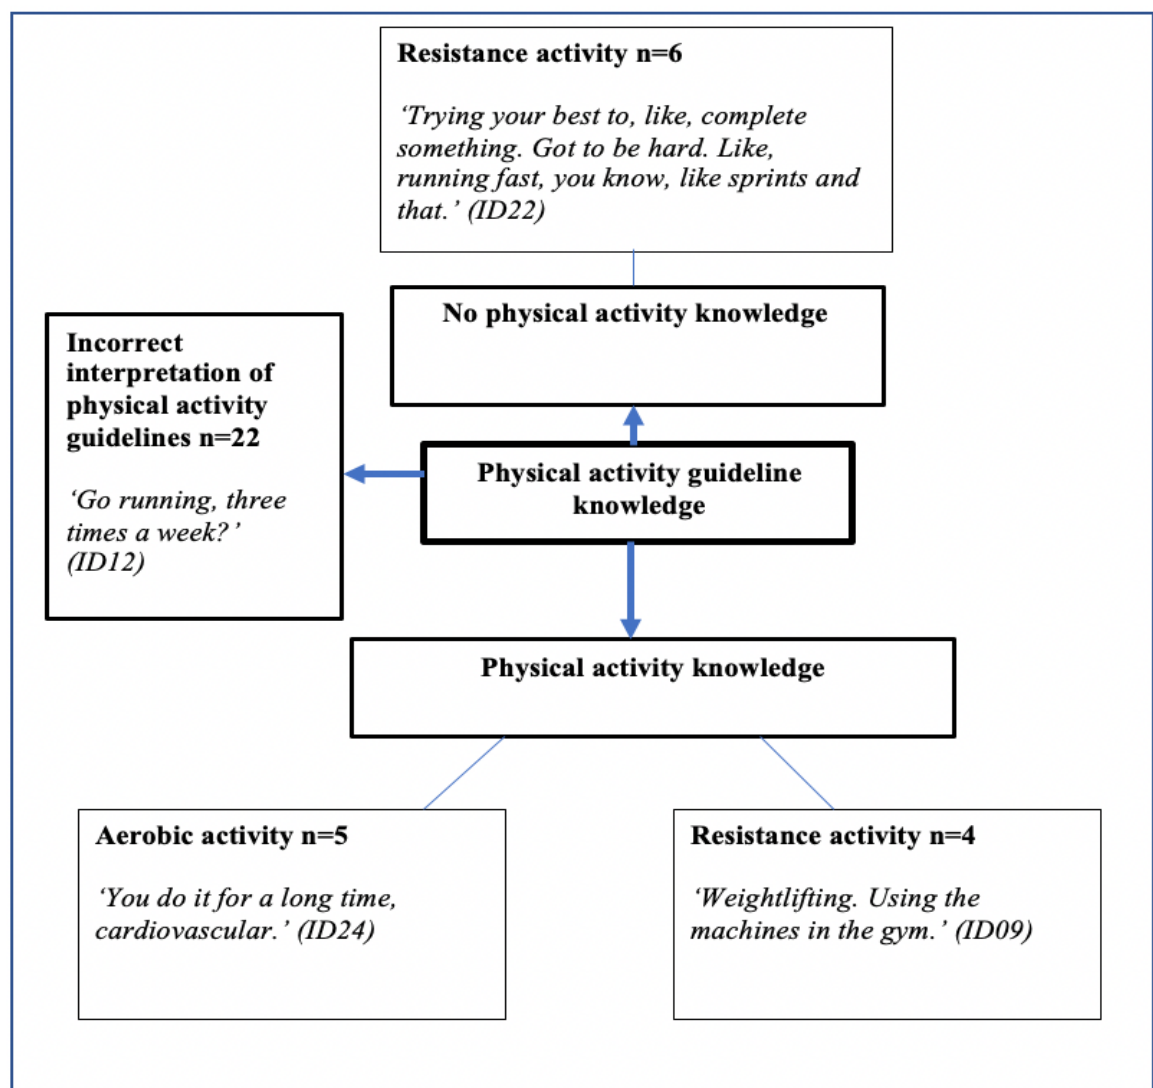 Resistance activity n=6
‘Trying your best to, like, complete
something. Got to be hard. Like,
running fast, you know, like sprints and
that.’ (ID22)
No physical activity knowledge
Incorrect
interpretation of
physical activity
guidelines n=22
‘Go running, three
times a week?’
(ID12)
Physical activity guideline
knowledge
Physical activity knowledge
Aerobic activity n=5
‘You do it for a long time,
cardiovascular.’ (ID24)
Resistance activity n=4
‘Weightlifting. Using the
machines in the gym.’ (ID09)